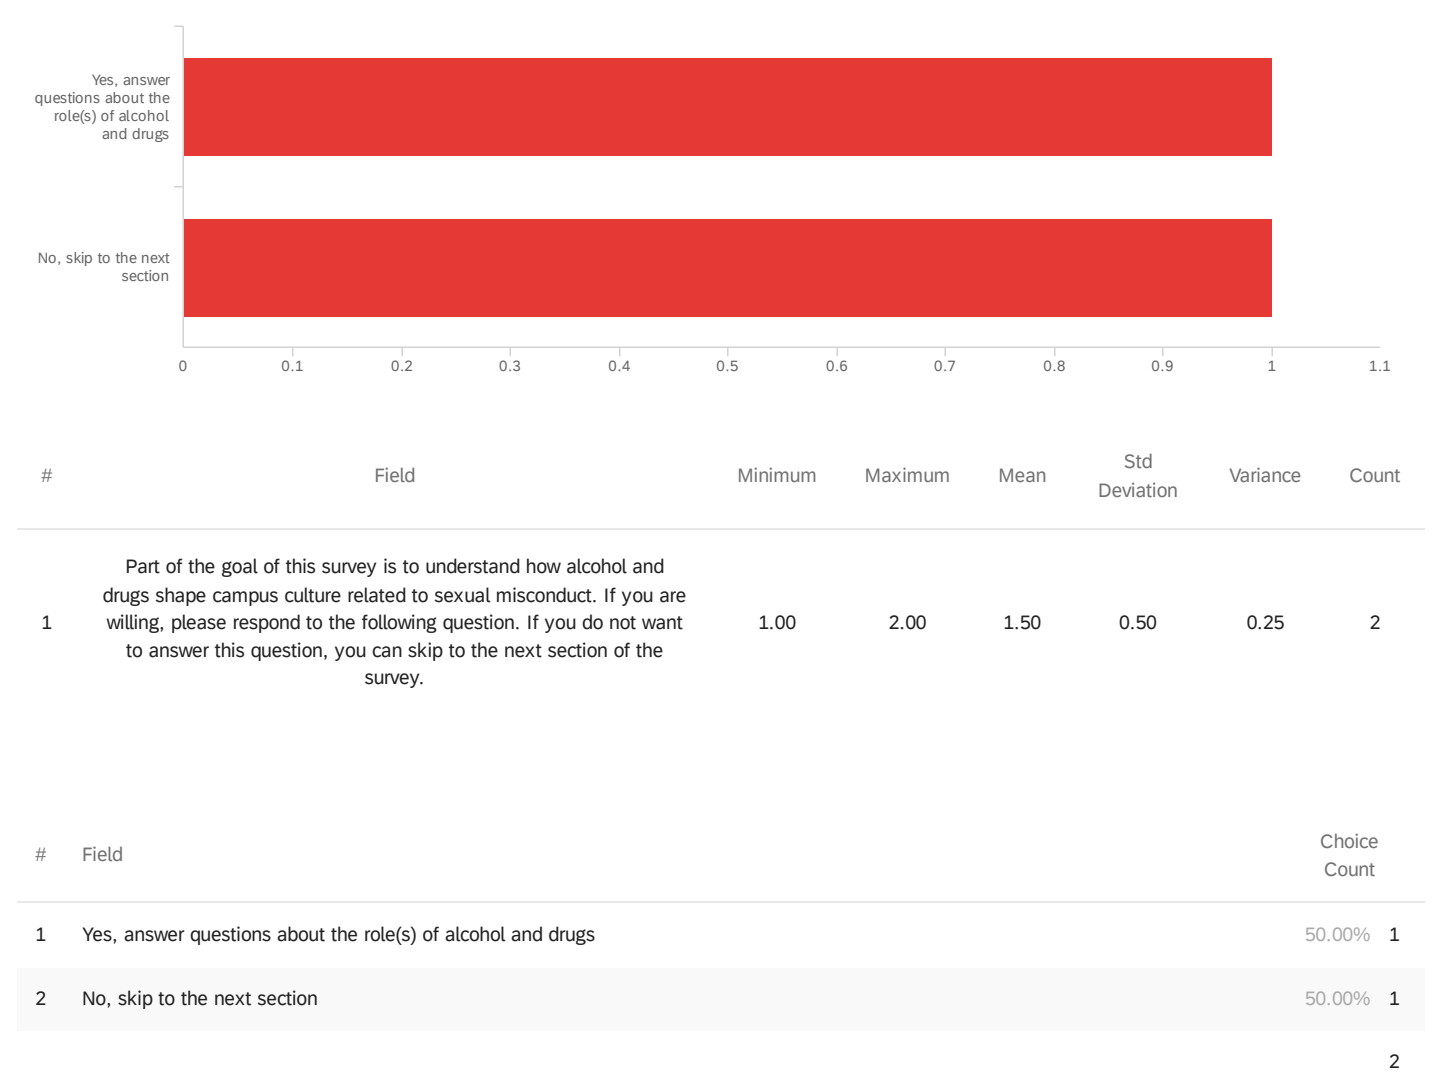 Yes, answer
questions about the
role(s) of alcohol
and drugs
No, skip to the next
section
0 0.1 0.2 0.3 0.4 0.5 0.6 0.7 0.8 0.9 1 1.1
# Field Minimum Maximum Mean Std Deviation Variance Count
Part of the goal of this survey is to understand how alcohol and
drugs shape campus culture related to sexual misconduct. If you are
1 willing, please respond to the following question. If you do not want 1.00 2.00 1.50 0.50 0.25 2
to answer this question, you can skip to the next section of the
survey.
# Field Choice Count
1 Yes, answer questions about the role(s) of alcohol and drugs 50.00% 1
2 No, skip to the next section 50.00% 1
2